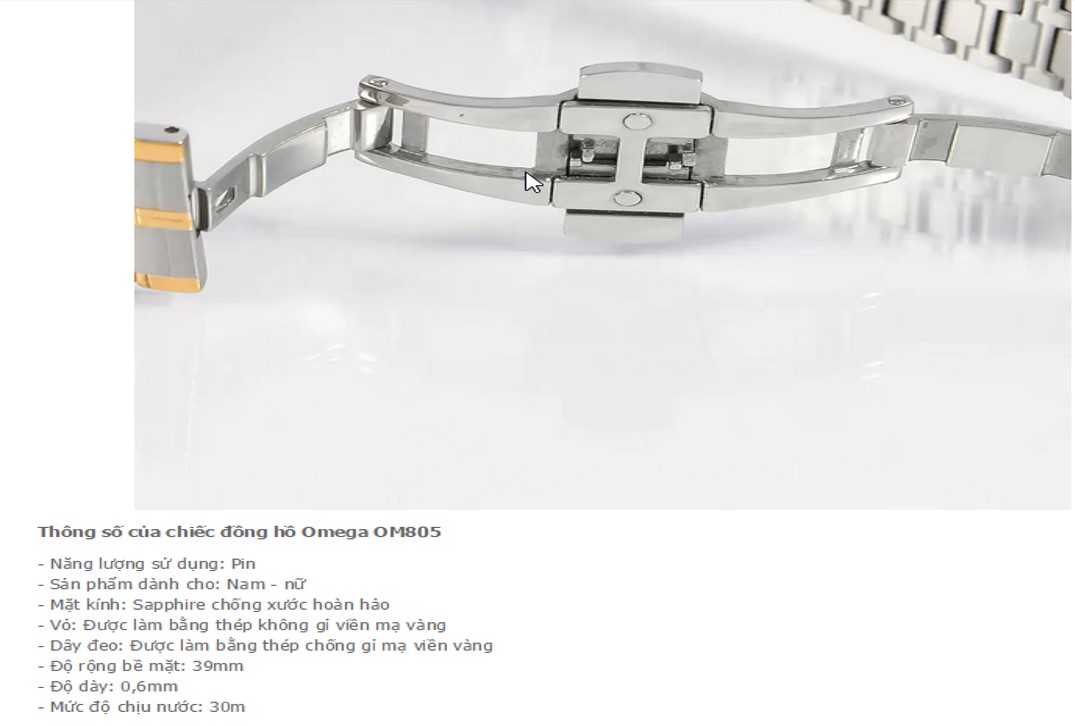 Thông số của chiếc đồng hồ Omega OM805
- Năng lượng sử dụng: Pin
- Sản phẩm dành cho: Nam - nữ
- Mặt kính: Sapphire chống xước hoàn hảo
- Vỏ: Được làm bằng thép không gỉ viền mạ vàng
- Dây đeo: Được làm bằng thép chống gỉ mạ viền vàng
- Độ rộng bề mặt: 39mm
- Độ dày: 0,6mm
- Mức độ chịu nước: 30m